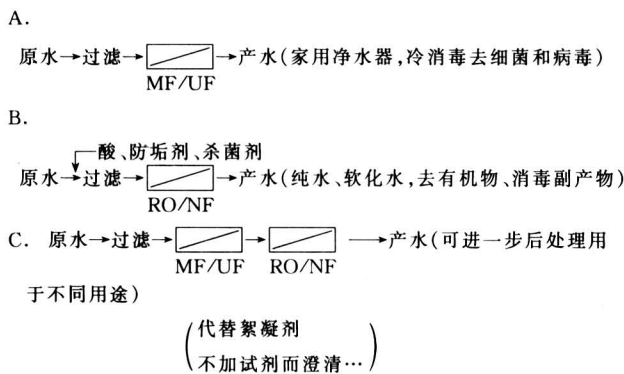 A.
原水→过滤→ →产水(家用净水器,冷消毒去细菌和病毒)
MF/UF
B.
酸、防垢剂、杀菌剂
原水→过滤→ →产水(纯水、软化水,去有机物、消毒副产物)
RO/NF
C. 原水→过滤→ → →产水(可进一步后处理用
MF/UF RO/NF
于不同用途)
(代替絮凝剂
不加试剂而澄清…)